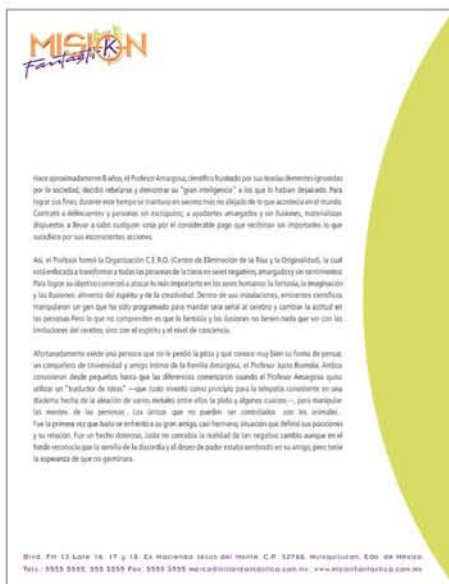 MISION
Fantasti-K
Hace aproximadamente 8 años, el Profesor Amargosa, científico frustado por sus teorías dementes ignoradas
por la sociedad, decidió rebelarse y demostrar su "gran inteligencia" a los que lo habían desairado. Para
lograr sus fines, durante este tiempo se mantuvo en secreto mas no alejado de lo que acontecía en el mundo.
Contrató a delincuentes y personas sin escrúpulos; a ayudantes amargados y sin ilusiones, materialistas
dispuestos a llevar a cabo cualquier cosa por el considerable pago que recibirían sin importarles lo que
sucediera por sus inconscientes acciones.
Así, el Profesor formó la Organización C.E.R.O. (Centro de Eliminación de la Risa y la Originalidad), la cual
está enfocada a transformar a todas las personas de la tierra en seres negativos, amargados y sin sentimientos.
Para lograr su objetivo comenzó a atacar lo más importante en los seres humanos: la fantasía, la imaginación
y las ilusiones: alimento del espíritu y de la creatividad. Dentro de sus instalaciones, eminentes científicos
manipularon un gen que ha sido programado para mandar una señal al cerebro y cambiar la actitud en
las personas. Pero lo que no comprenden es que la fantasía y las ilusiones no tienen nada que ver con las
limitaciones del cerebro, sino con el espíritu y el nivel de conciencia.
Afortunadamente existe una persona que no le perdió la pista y que conoce muy bien su forma de pensar,
un compañero de Universidad y amigo íntimo de la Familia Amargosa, el Profesor Justo Ambos
convivieron desde pequeños hasta que las diferencias comenzaron cuando el Profesor Amargosa quiso
utilizar un "traductor de ideas" —que Justo inventó como principio para la telepatía consistente en una
diadema hecha de la aleación de varios metales entre ellos la plata y algunos cuarzos—, para manipular
las mentes de las personas. Los únicos que no pueden ser controlados son los animales.
Fue la primera vez que Justo se enfrentó a su gran amigo, casi hermano, situación que definió sus posiciones
y su relación. Fue un hecho doloroso, Justo no concebía la realidad de tan negativo cambio aunque en el
fondo reconocía que la semilla de la discordia y el deseo de poder estaba sembrado en su amigo, pero tenía
la esperanza de que no germinara.
Blvd. FH 13 Lote 16, 17 y 18, Ex Hacienda Jesús del Monte, C.P. 52766, Huixquilucan, Edo. de México
Tels.: 5555 5555, 555 5555 Fax: 5555 5555 www.misionfantastica.com.mx